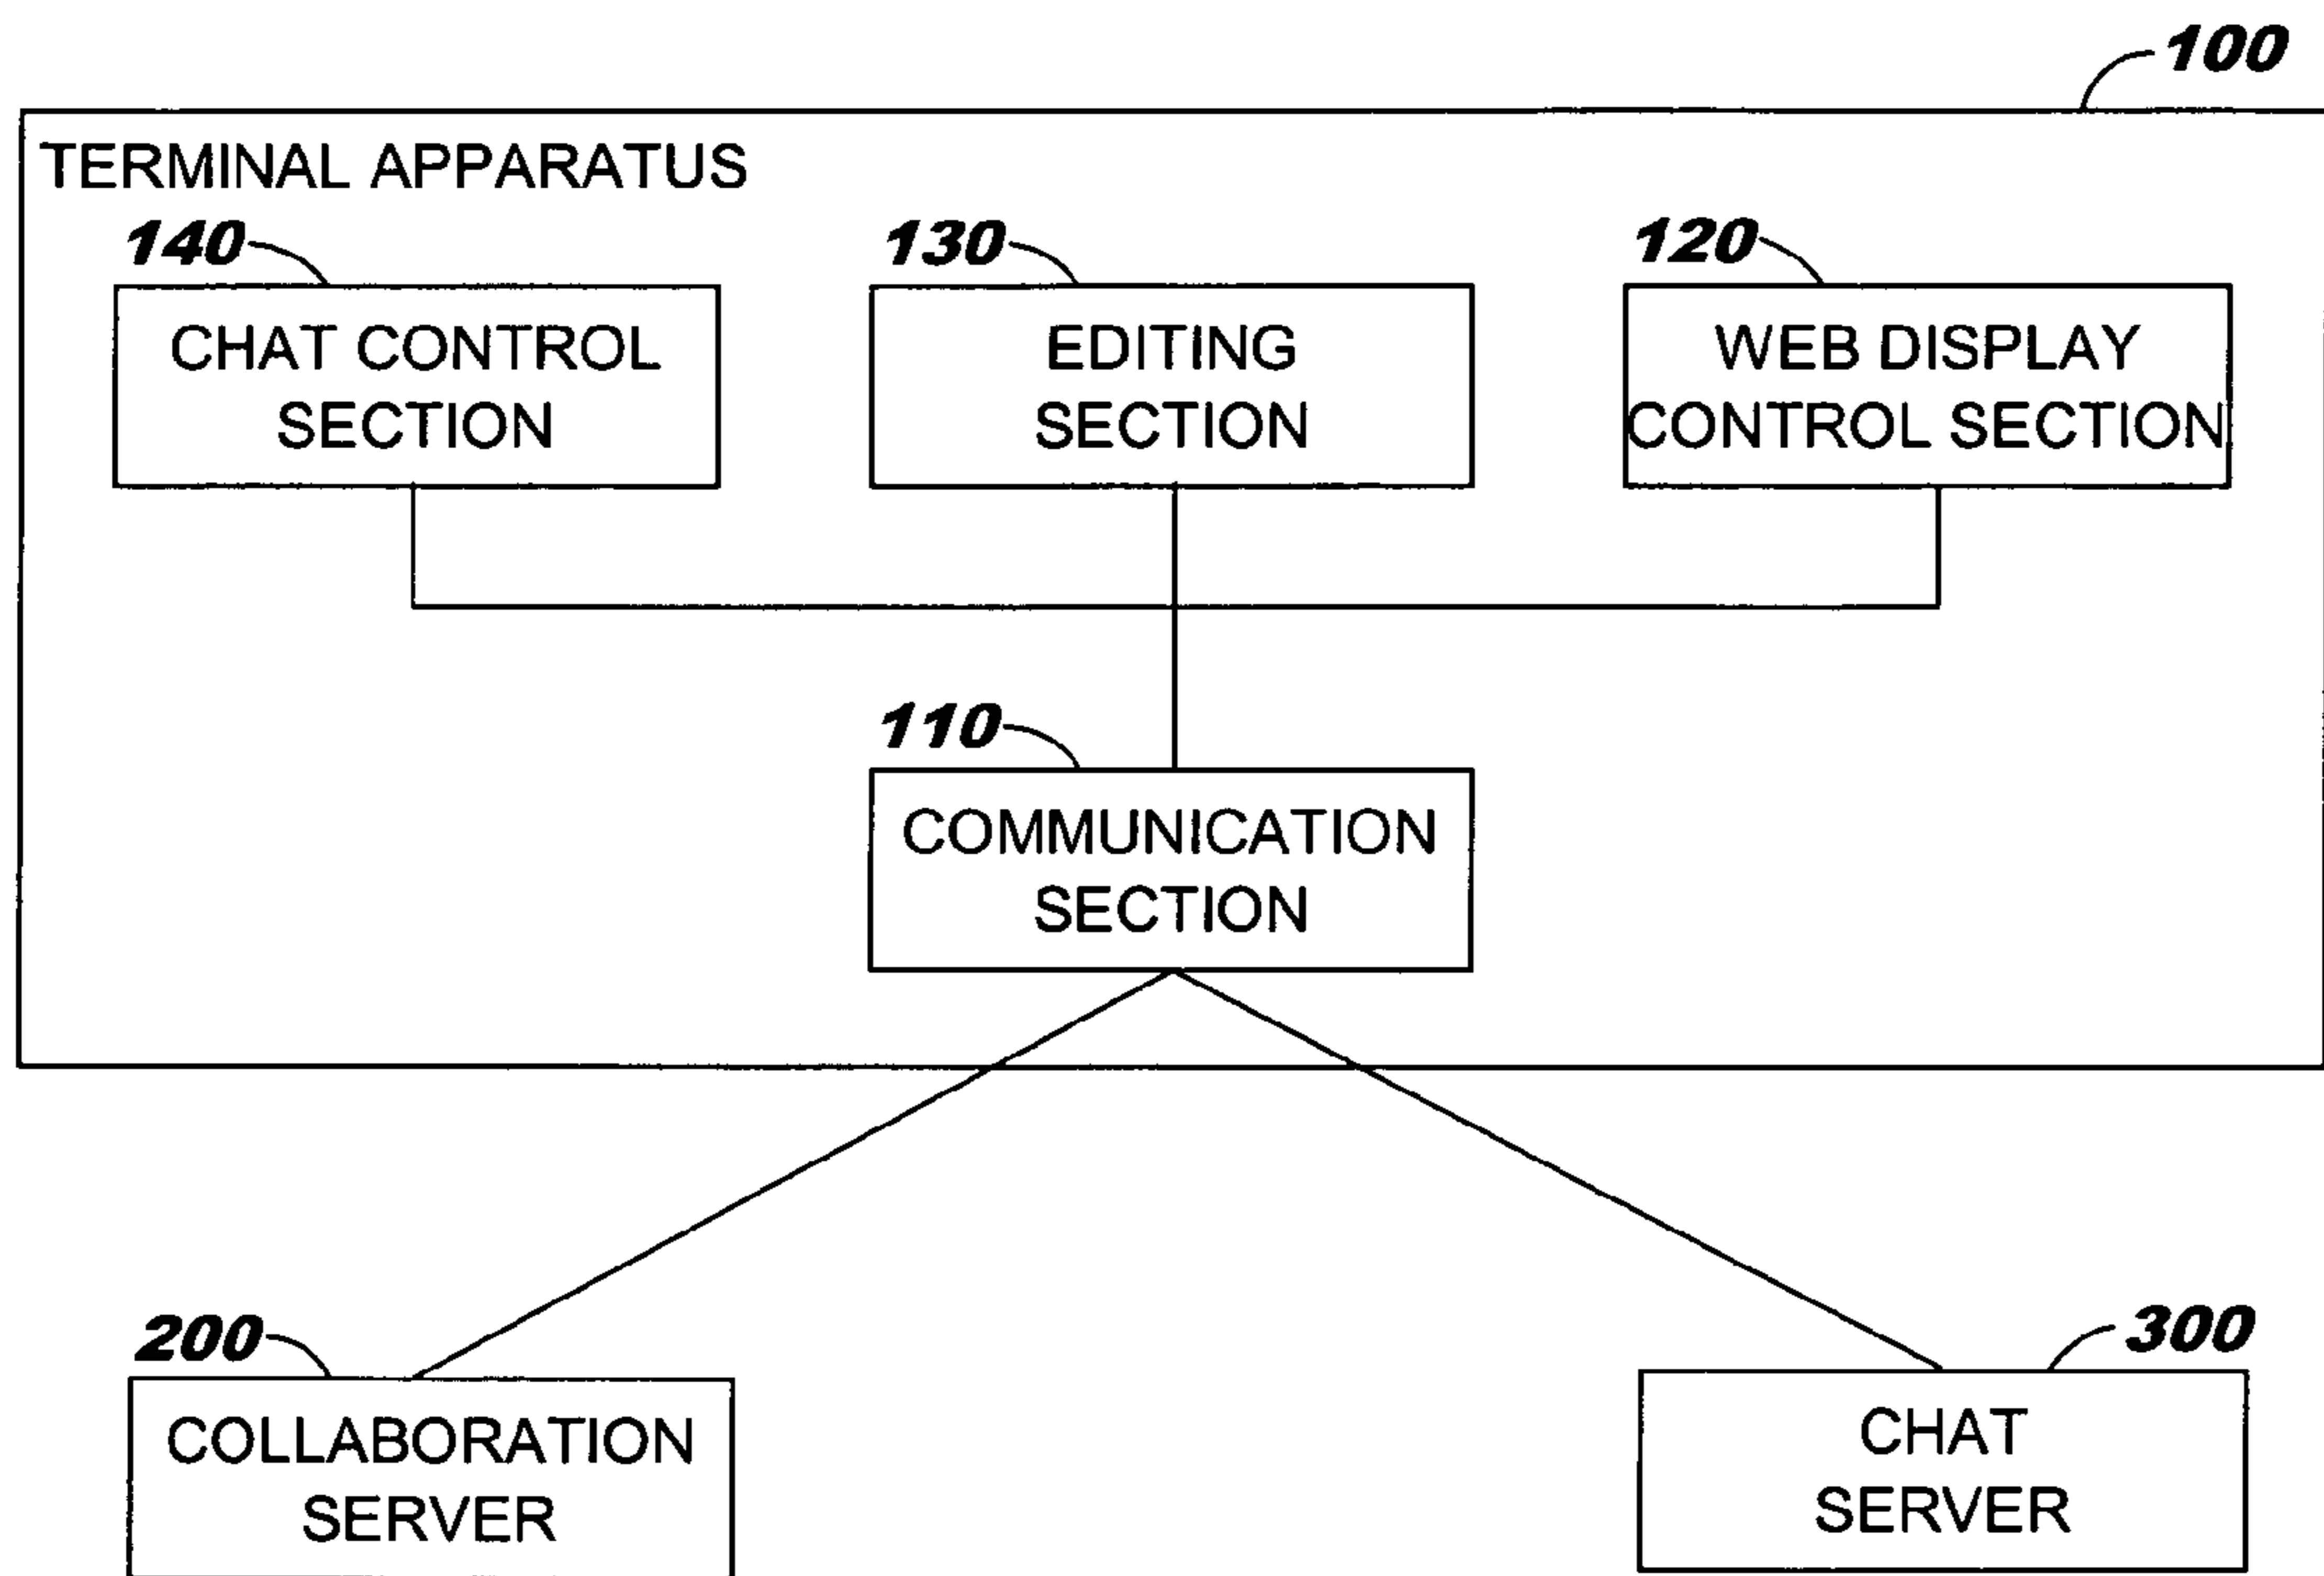 100
TERMINAL APPARATUS
140
130
120
CHAT CONTROL
SECTION
EDITING
SECTION
WEB DISPLAY
CONTROL SECTION
110
COMMUNICATION
SECTION
200
300
COLLABORATION
SERVER
CHAT
SERVER